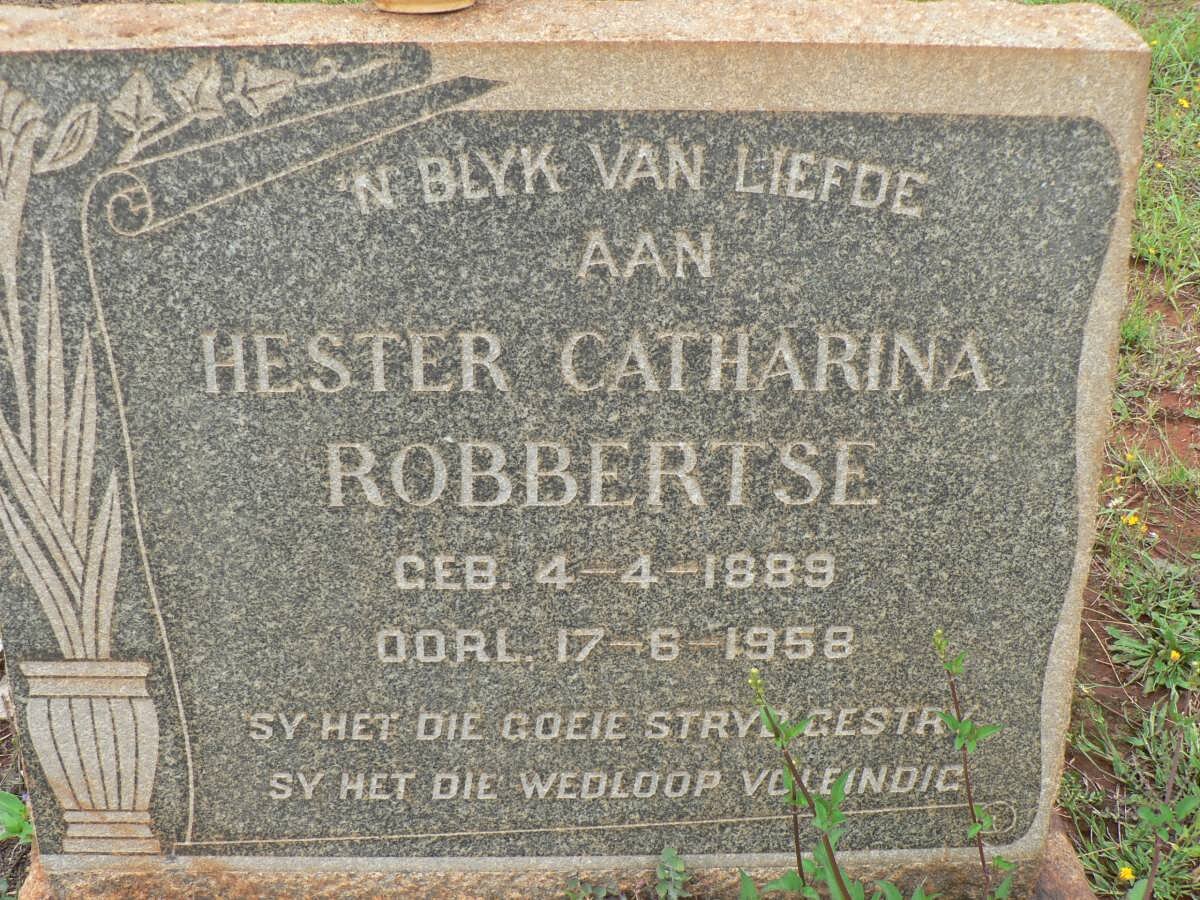 'N BLYK VAN LIEFDE
AAN
HESTER CATHARINA
ROBBERTSE
GEB. 4-4-1889
OORL. 17-6-1958
SY HET DIE GOEIE STRYD GESTRY
SY HET DIE WEDLOOP VOLEINDIG